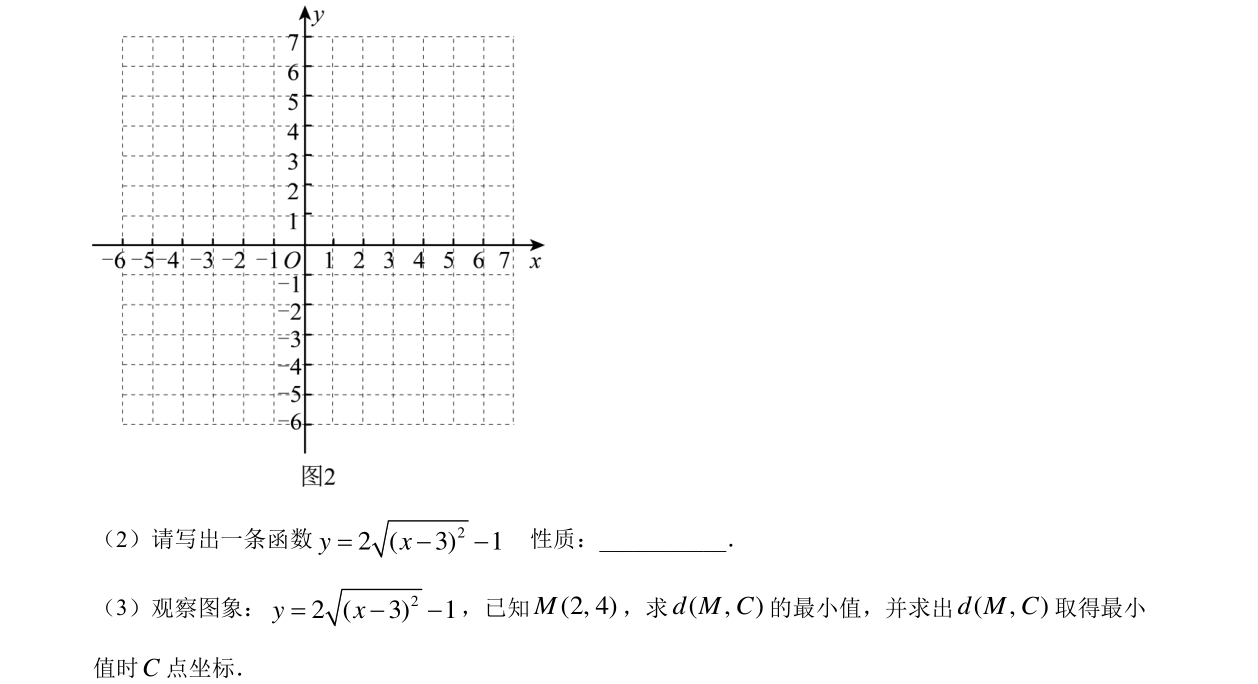 y
7
6
5
4
3
2
1
−6 −5 −4 −3 −2 −1 O 1 2 3 4 5 6 7 x
−1
−2
−3
−4
−5
−6
图2
（2）请写出一条函数 y = 2√(x − 3)² − 1 性质：___________．
（3）观察图象：y = 2√(x − 3)² − 1，已知 M (2, 4)，求 d(M, C) 的最小值，并求出 d(M, C) 取得最小
值时 C 点坐标．